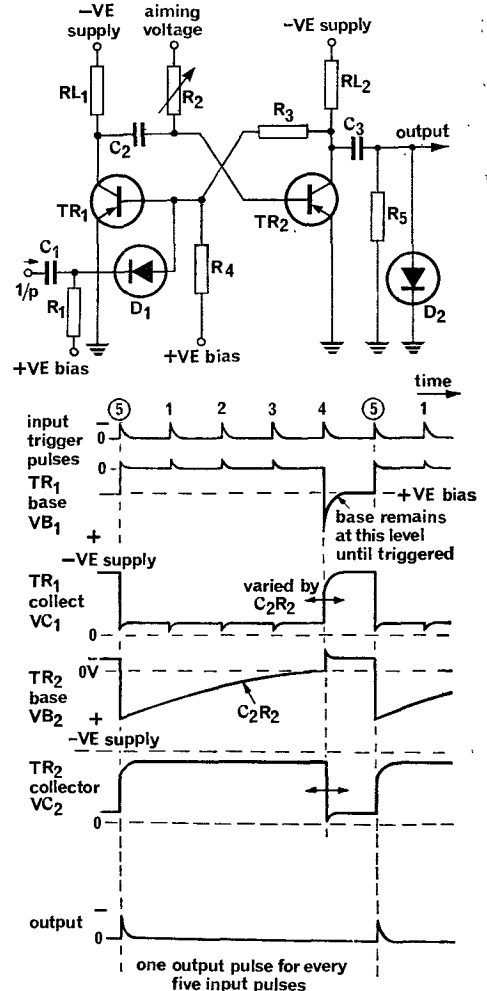 −VE supply
aiming voltage
−VE supply
RL1
R2
RL2
R3
C2
C3
output
TR1
TR2
C1
R5
R4
1/p
D1
R1
D2
+VE bias
+VE bias
time
5 1 2 3 4 5 1
input trigger pulses
−
0
0
TR1 base VB1
+
+VE bias
base remains at this level until triggered
−VE supply
TR1 collect VC1
varied by C2R2
0
0V
TR2 base VB2
+
C2R2
−VE supply
TR2 collector VC2
0
output
−
0
one output pulse for every
five input pulses